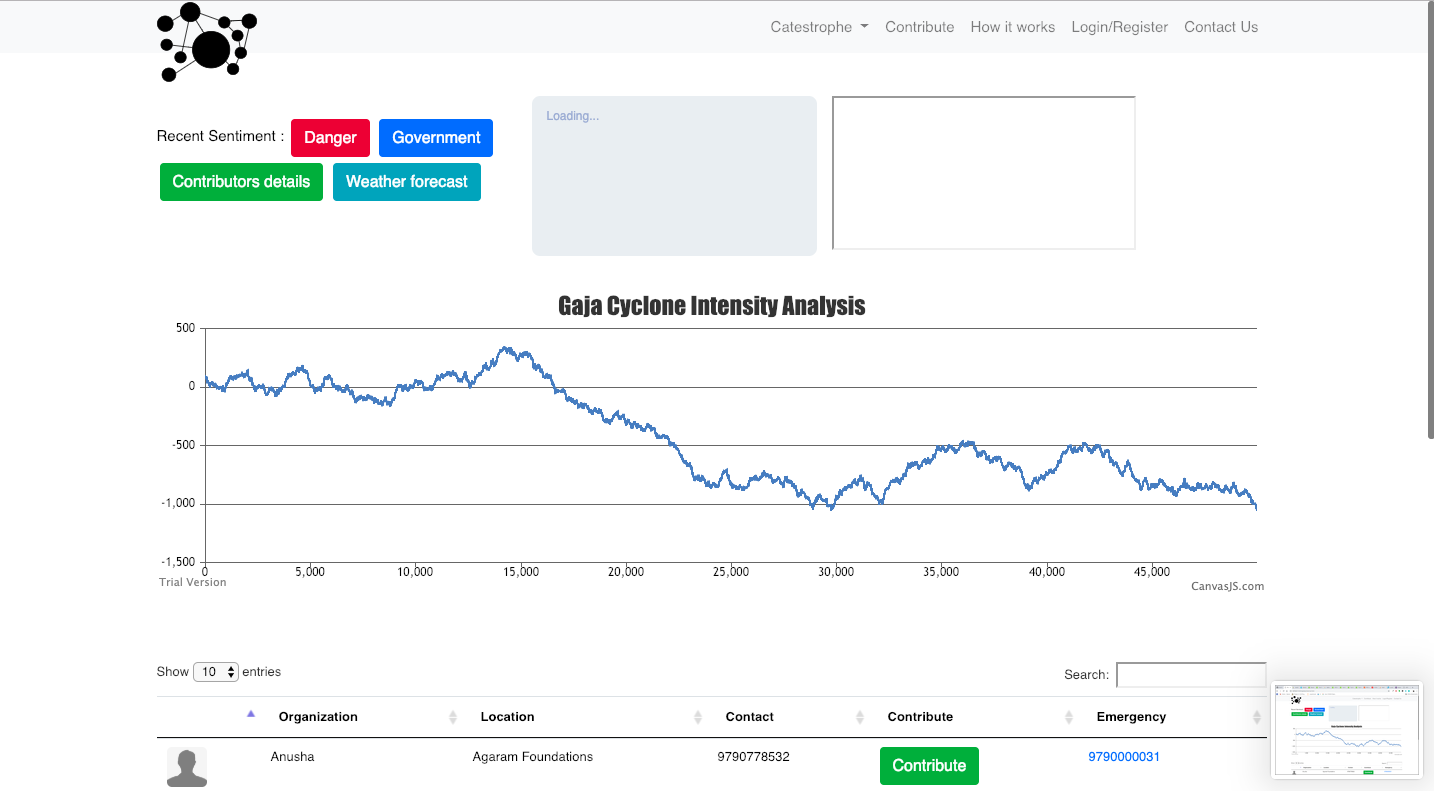 Catestrophe Contribute How it works Login/Register Contact Us
Loading...
Recent Sentiment : Danger Government
Contributors details Weather forecast
Gaja Cyclone Intensity Analysis
500
0
-500
-1,000
-1,500
0 5,000 10,000 15,000 20,000 25,000 30,000 35,000 40,000 45,000
Trial Version
CanvasJS.com
Show 10 entries Search:
Organization Location Contact Contribute Emergency
Anusha Agaram Foundations 9790778532 Contribute 9790000031